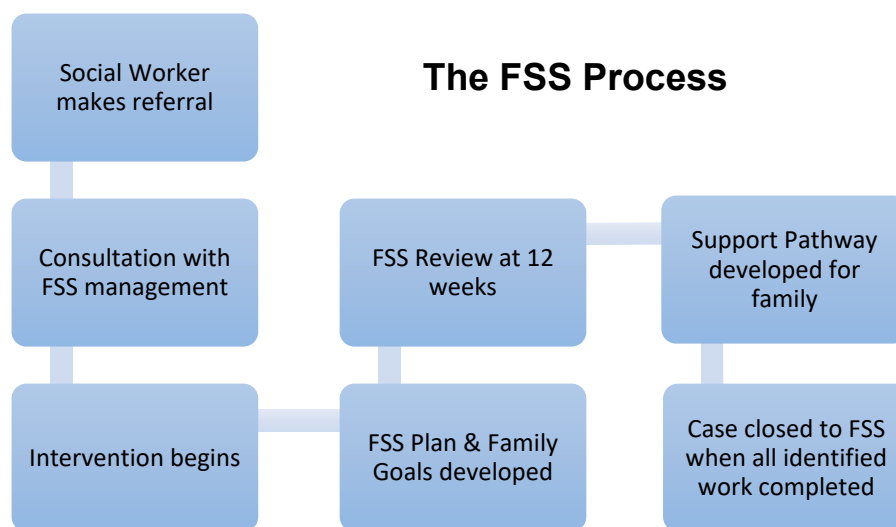 The FSS Process
Social Worker
makes referral
Consultation with
FSS management
Intervention begins
FSS Plan & Family
Goals developed
FSS Review at 12
weeks
Support Pathway
developed for
family
Case closed to FSS
when all identified
work completed